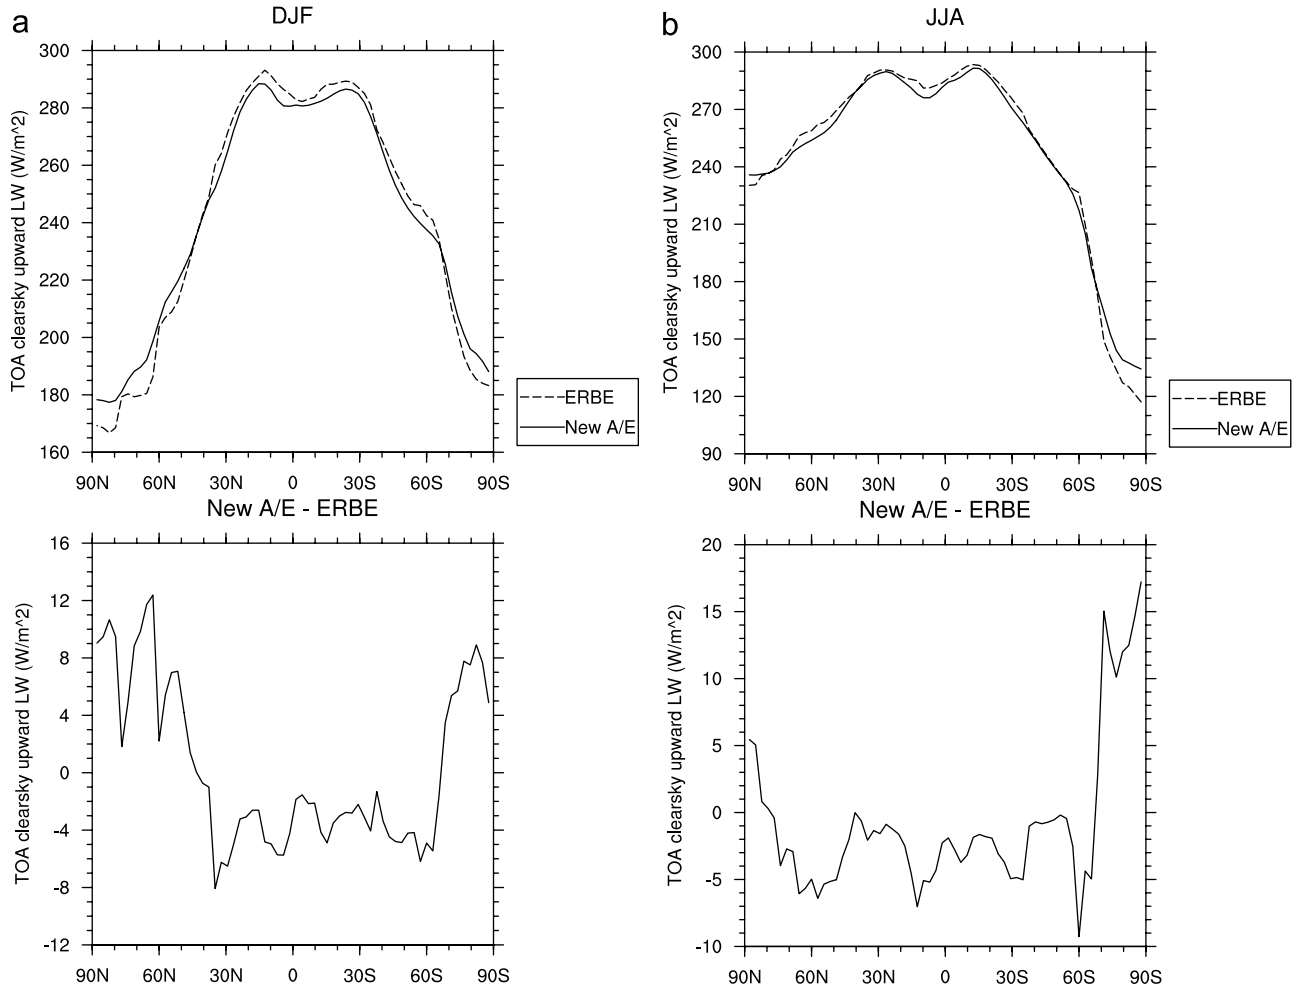 a
DJF
TOA clearsky upward LW (W/m^2)
300
280
260
240
220
200
180
160
90N 60N 30N 0 30S 60S 90S
ERBE
New A/E
New A/E - ERBE
TOA clearsky upward LW (W/m^2)
16
12
8
4
0
-4
-8
-12
90N 60N 30N 0 30S 60S 90S
b
JJA
TOA clearsky upward LW (W/m^2)
300
270
240
210
180
150
120
90
90N 60N 30N 0 30S 60S 90S
ERBE
New A/E
New A/E - ERBE
TOA clearsky upward LW (W/m^2)
20
15
10
5
0
-5
-10
90N 60N 30N 0 30S 60S 90S